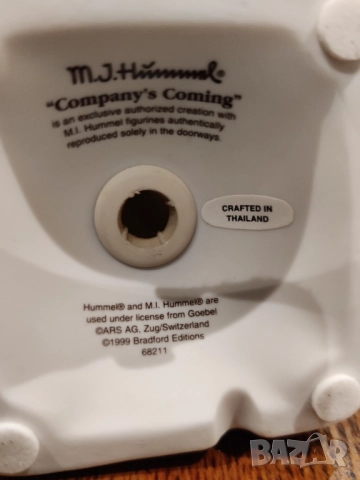 M.J.Hummel®
"Company's Coming"
is an exclusive authorized creation with
M.I. Hummel figurines authentically
reproduced solely in the doorways.
CRAFTED IN
THAILAND
Hummel® and M.I. Hummel® are
used under license from Goebel
©ARS AG, Zug/Switzerland
©1999 Bradford Editions
68211
BAZAR